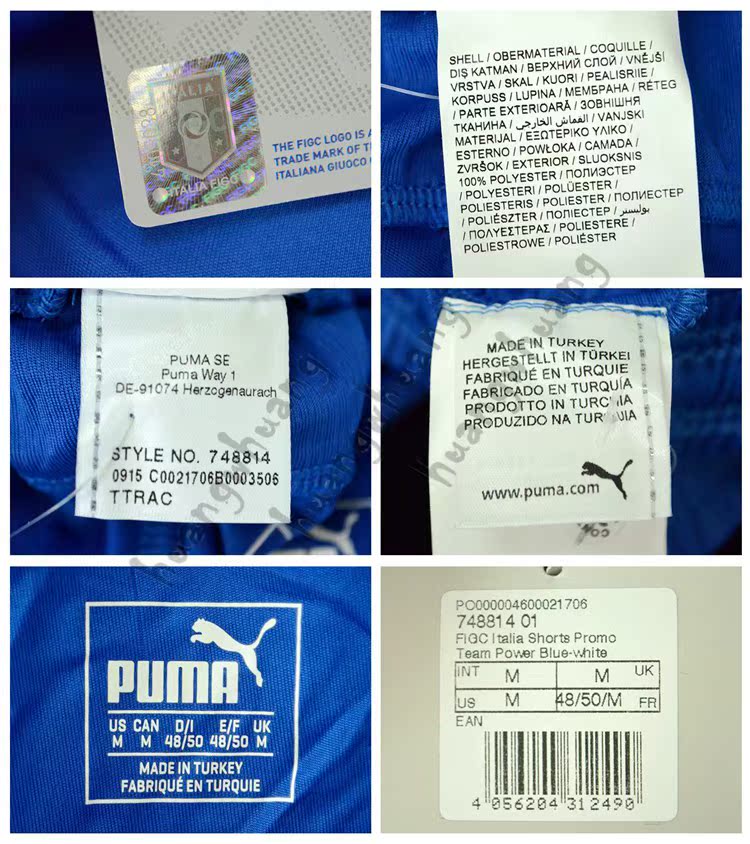 ITALIA
ITALIA FIGC
THE FIGC LOGO IS A
TRADE MARK OF T
ITALIANA GIUOCO
SHELL / OBERMATERIAL / COQUILLE /
DIŞ KATMAN / ВЕРХНИЙ СЛОЙ / VNĚJŠÍ
VRSTVA / SKAL / KUORI / PEALISRIIE /
KORPUSS / LUPINA / МЕМБРАНА / RÉTEG
/ PARTE EXTERIOARĂ / ЗОВНІШНЯ
ТКАНИНА / القماش الخارجي / VANJSKI
MATERIJAL / ΕΞΩΤΕΡΙΚΟ ΥΛΙΚΟ /
ESTERNO / POWŁOKA / CAMADA /
ZVRŠOK / EXTERIOR / SLUOKSNIS
100% POLYESTER / ПОЛИЭСТЕР
/ POLYESTERI / POLÜESTER /
POLIESTERIS / POLIESTER / ПОЛИЕСТЕР
/ POLIÉSZTER / ПОЛІЕСТЕР / بوليستر
/ ΠΟΛΥΕΣΤΕΡΑΣ / POLIESTERE /
POLIESTROWE / POLIÉSTER
PUMA SE
Puma Way 1
DE-91074 Herzogenaurach
STYLE NO. 748814
0915 C0021706B0003506
TTRAC
MADE IN TURKEY
HERGESTELLT IN TÜRKEI
FABRIQUÉ EN TURQUIE
FABRICADO EN TURQUÍA
PRODOTTO IN TURCHIA
PRODUZIDO NA TURQUIA
www.puma.com
PUMA
US CAN D/I E/F UK
M M 48/50 48/50 M
MADE IN TURKEY
FABRIQUÉ EN TURQUIE
PO000004600021706
748814 01
FIGC Italia Shorts Promo
Team Power Blue-white
INT M M UK
US M 48/50/M FR
EAN
4 056204 312490
huangyhuang
huangyhuang
huangyhuang